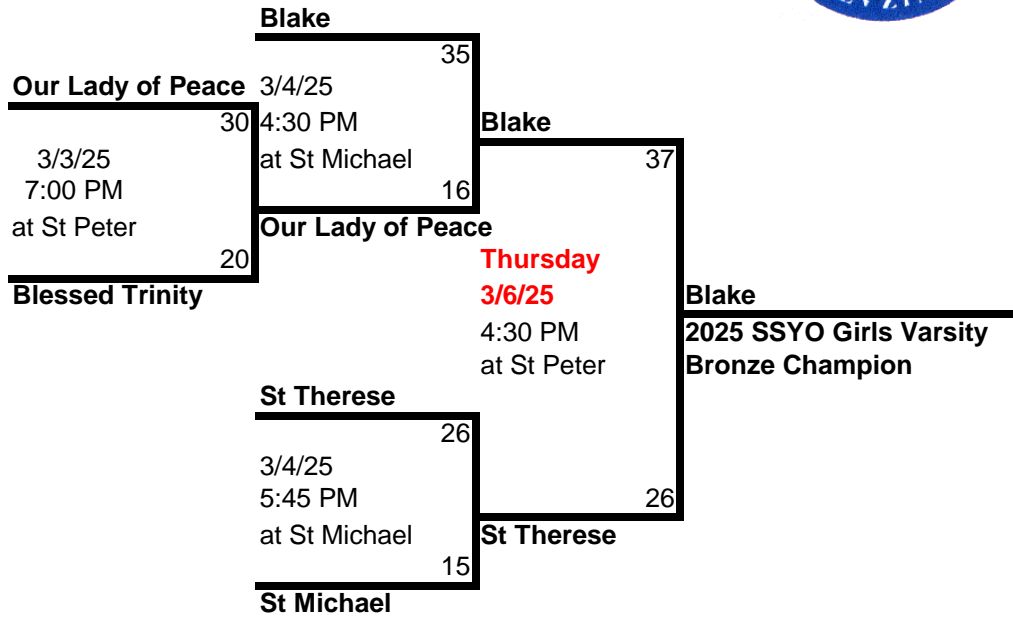 Blake
35
Our Lady of Peace 3/4/25
30 4:30 PM Blake
3/3/25 at St Michael 37
7:00 PM 16
at St Peter Our Lady of Peace
20 Thursday
Blessed Trinity 3/6/25 Blake
4:30 PM 2025 SSYO Girls Varsity
at St Peter Bronze Champion
St Therese
26
3/4/25
5:45 PM 26
at St Michael St Therese
15
St Michael